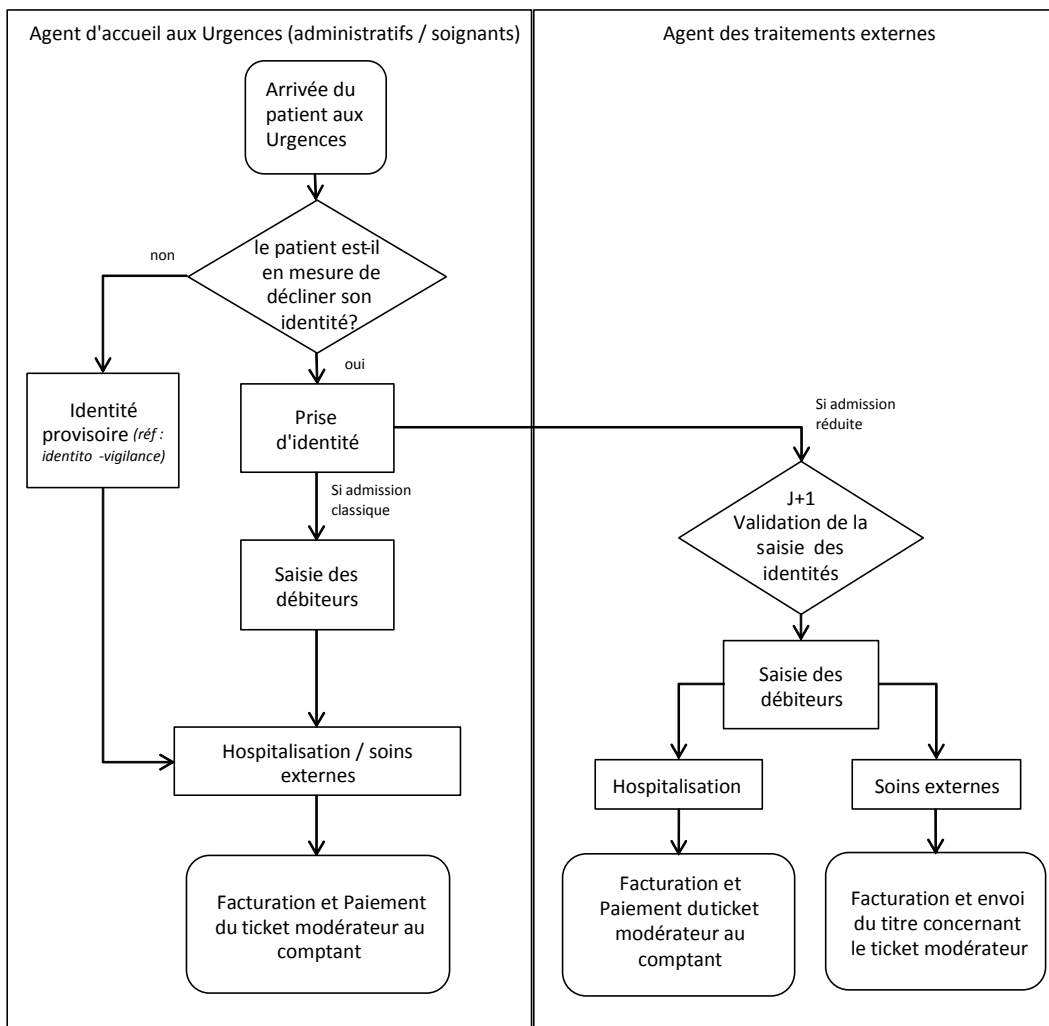 Agent d'accueil aux Urgences (administratifs / soignants)
Arrivée du
patient aux
Urgences
le patient est-il
en mesure de
décliner son
identité?
non
oui
Identité
provisoire (réf :
identito -vigilance)
Prise
d'identité
Si admission
classique
Saisie des
débiteurs
Hospitalisation / soins
externes
Facturation et Paiement
du ticket modérateur au
comptant
Agent des traitements externes
Si admission
réduite
J+1
Validation de la
saisie des
identités
Saisie des
débiteurs
Hospitalisation
Soins externes
Facturation et
Paiement du ticket
modérateur au
comptant
Facturation et envoi
du titre concernant
le ticket modérateur